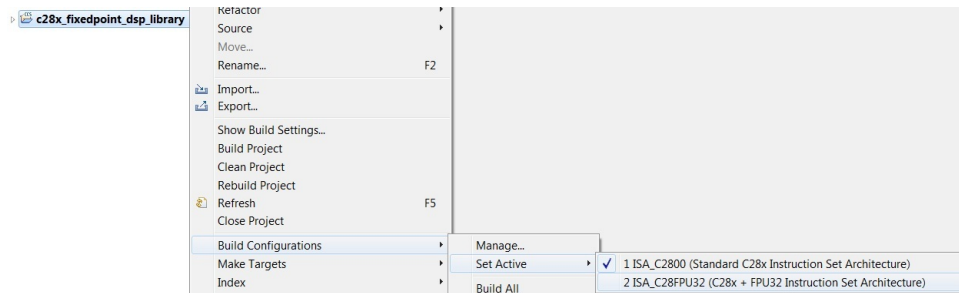 c28x_fixedpoint_dsp_library
Refactor
Source
Move...
Rename... F2
Import...
Export...
Show Build Settings...
Build Project
Clean Project
Rebuild Project
Refresh F5
Close Project
Build Configurations
Make Targets
Index
Manage...
Set Active
Build All
1 ISA_C2800 (Standard C28x Instruction Set Architecture)
2 ISA_C28FPU32 (C28x + FPU32 Instruction Set Architecture)